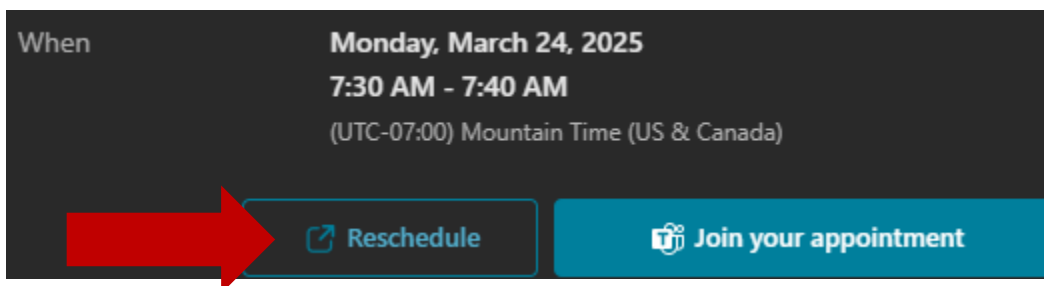 When
Monday, March 24, 2025
7:30 AM - 7:40 AM
(UTC-07:00) Mountain Time (US & Canada)
Reschedule
Join your appointment